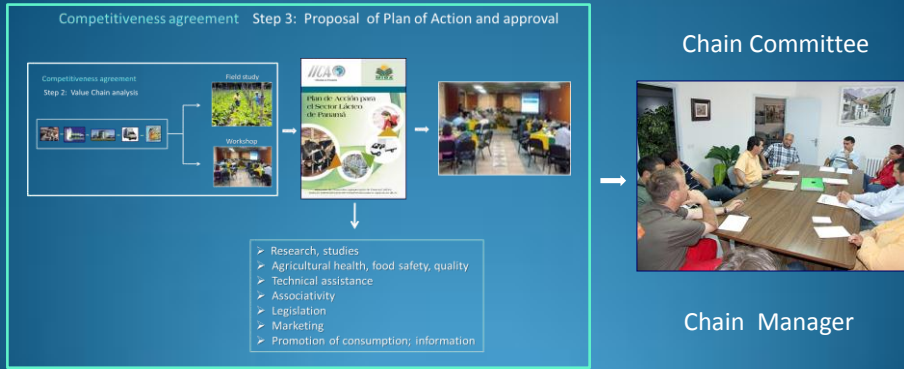 Competitiveness agreement Step 3: Proposal of Plan of Action and approval
Competitiveness agreement
Step 2: Value Chain analysis
Field study
Workshop
IICA
Plan de Acción para
el Sector Lácteo
de Panamá
➢ Research, studies
➢ Agricultural health, food safety, quality
➢ Technical assistance
➢ Associativity
➢ Legislation
➢ Marketing
➢ Promotion of consumption; information
Chain Committee
Chain Manager